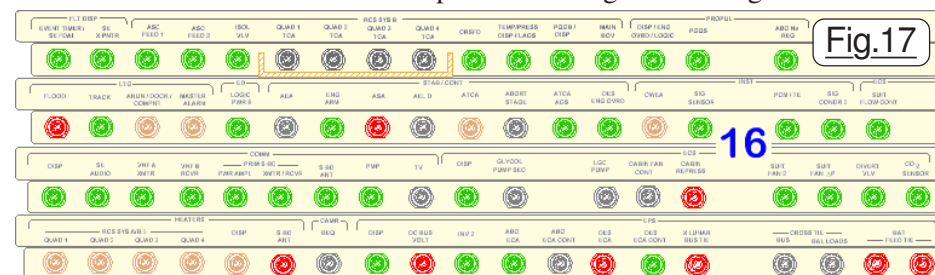 Fig.17
FLT DISP RCS SYS B PROPUL
EVENT TIMER/ SE FDAI SE X PNTR ASC FEED 1 ASC FEED 2 ISOL VLV QUAD 1 TCA QUAD 2 TCA QUAD 3 TCA QUAD 4 TCA CRSFD TEMP/PRESS DISP/FLAGS PQGS/ DISP MAIN SOV DISP/ENG OVRD/LOGIC PQGS ASC He REG
LTG ED STAB/CONT INST ECS
FLOOD TRACK ANUN/DOCK/ COMPNT MASTER ALARM LOGIC PWR B AEA ENG ARM ASA AELD ATCA ABORT STAGE ATCA AGS DES ENG OVRD CWEA SIG SENSOR PCM/TE SIG CONDR 2 SUIT FLOW CONT
16
COMM ECS
DISP SE AUDIO VHF A XMTR VHF B RCVR PRIM S-BD PWR AMPL XMTR/RCVR S-BD ANT PMP TV DISP GLYCOL PUMP SEC LGC PUMP CABIN FAN CONT CABIN REPRESS SUIT FAN 2 SUIT FAN ΔP DIVERT VLV CO2 SENSOR
HEATERS CAMR EPS
RCS SYS A/B 1 CROSS TIE BAT FEED TIE
QUAD 1 QUAD 3 QUAD 2 QUAD 4 DISP S-BD ANT SEQ DISP DC BUS VOLT INV 2 ASC ECA ASC ECA CONT DES ECA DES ECA CONT X LUNAR BUS TIE BUS BAL LOADS